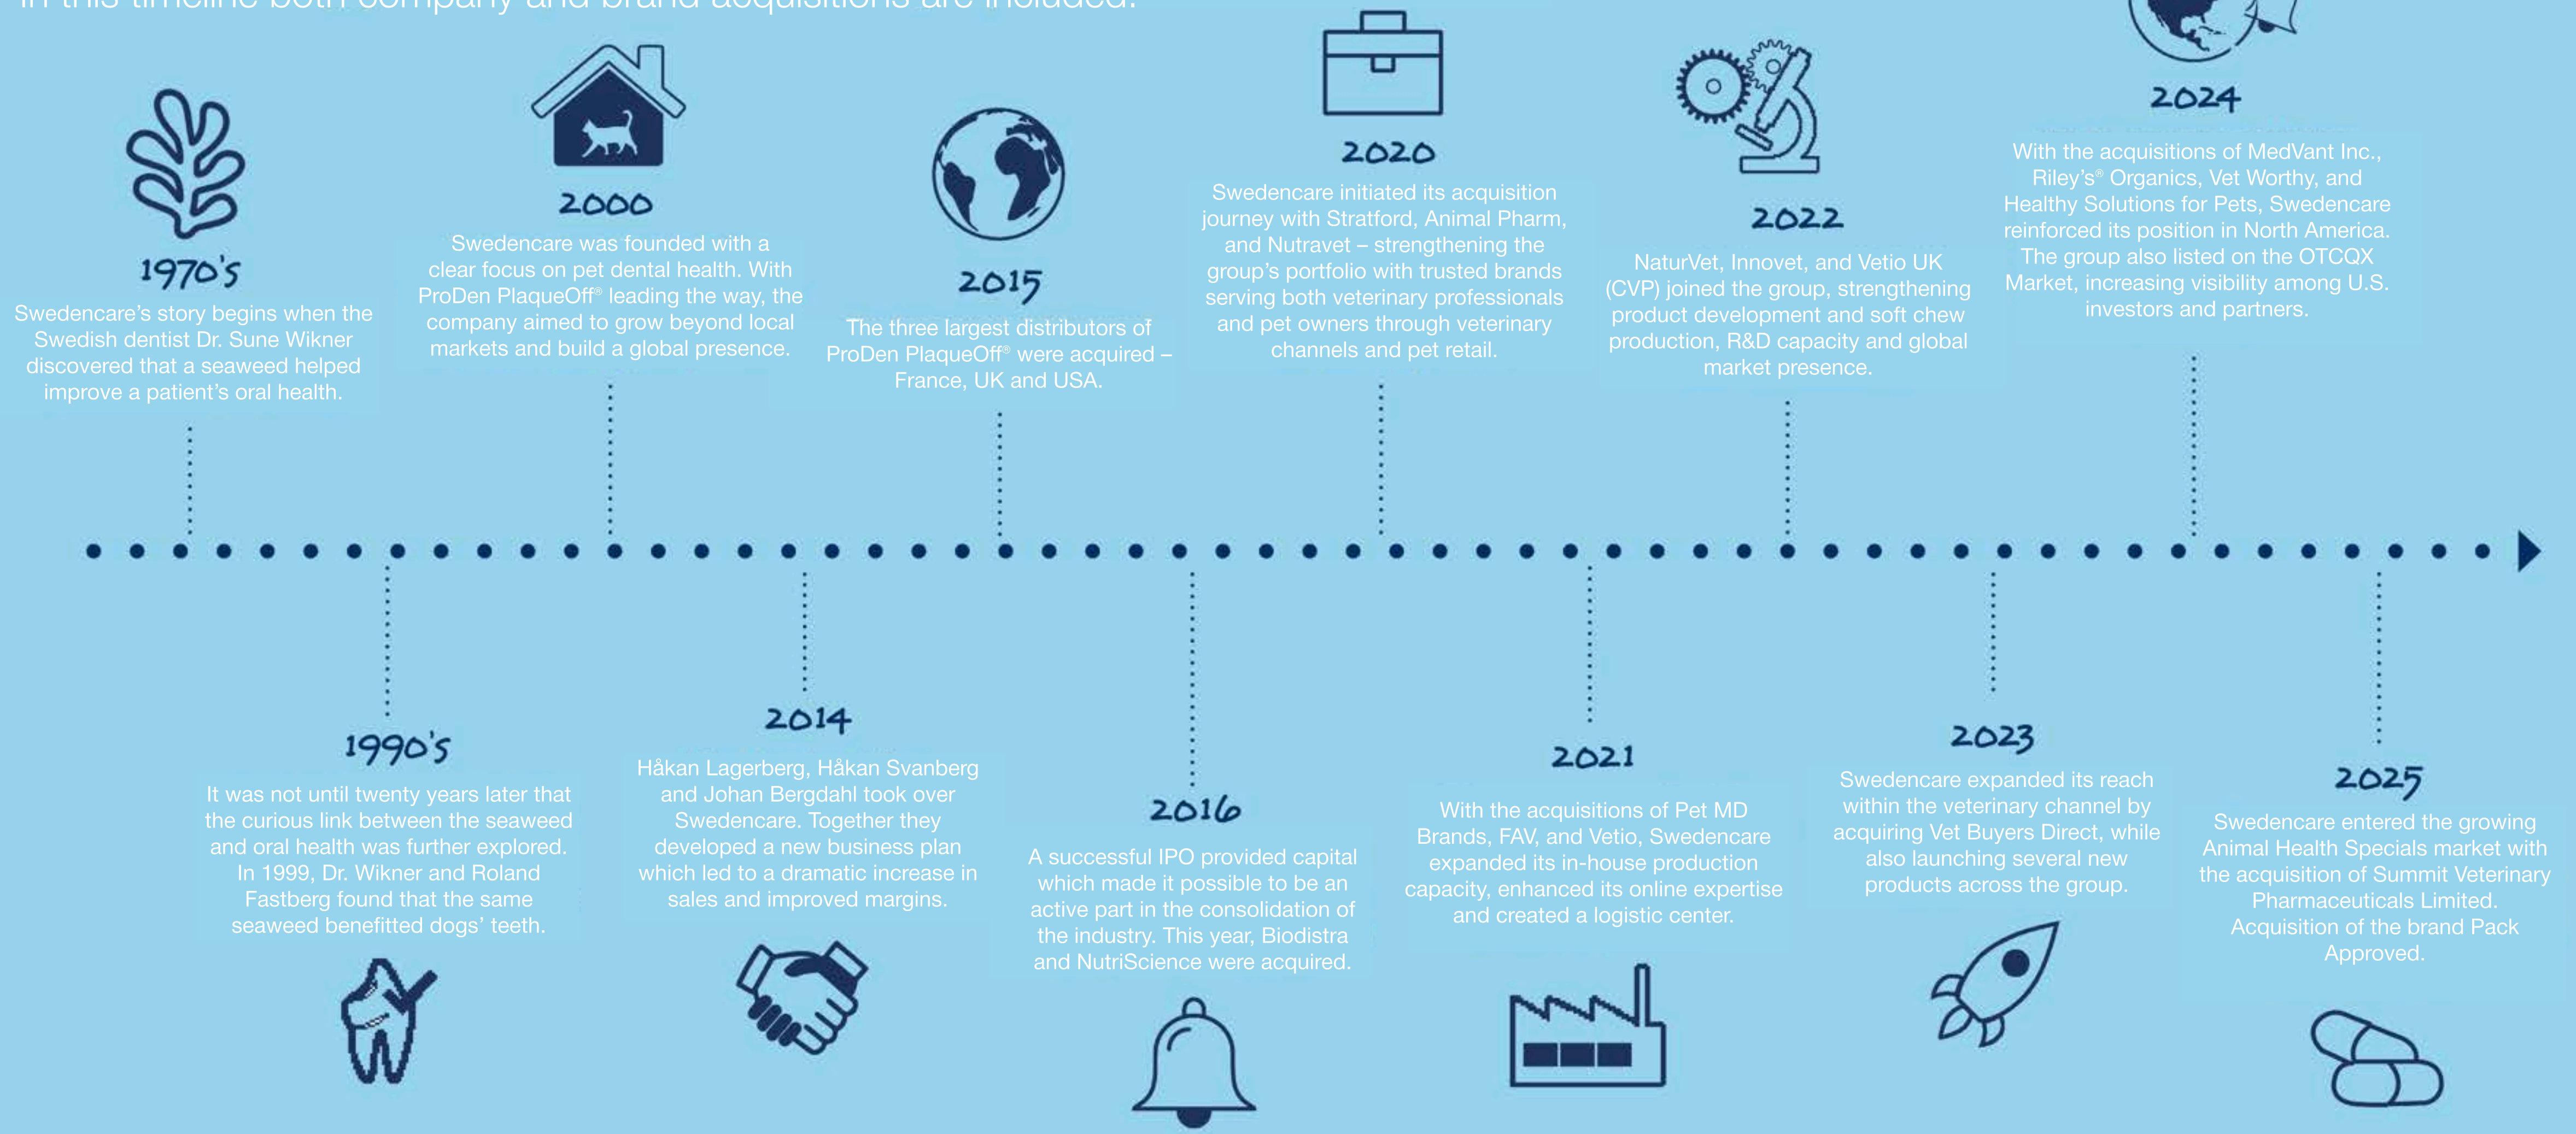 in this timeline both company and brand acquisitions are included.
1970's
Swedencare's story begins when the
Swedish dentist Dr. Sune Wikner
discovered that a seaweed helped
improve a patient's oral health.
1990's
It was not until twenty years later that
the curious link between the seaweed
and oral health was further explored.
In 1999, Dr. Wikner and Roland
Fastberg found that the same
seaweed benefitted dogs' teeth.
2000
Swedencare was founded with a
clear focus on pet dental health. With
ProDen PlaqueOff® leading the way, the
company aimed to grow beyond local
markets and build a global presence.
2014
Håkan Lagerberg, Håkan Svanberg
and Johan Bergdahl took over
Swedencare. Together they
developed a new business plan
which led to a dramatic increase in
sales and improved margins.
2015
The three largest distributors of
ProDen PlaqueOff® were acquired –
France, UK and USA.
2016
A successful IPO provided capital
which made it possible to be an
active part in the consolidation of
the industry. This year, Biodistra
and NutriScience were acquired.
2020
Swedencare initiated its acquisition
journey with Stratford, Animal Pharm,
and Nutravet – strengthening the
group's portfolio with trusted brands
serving both veterinary professionals
and pet owners through veterinary
channels and pet retail.
2021
With the acquisitions of Pet MD
Brands, FAV, and Vetio, Swedencare
expanded its in-house production
capacity, enhanced its online expertise
and created a logistic center.
2022
NaturVet, Innovet, and Vetio UK
(CVP) joined the group, strengthening
product development and soft chew
production, R&D capacity and global
market presence.
2023
Swedencare expanded its reach
within the veterinary channel by
acquiring Vet Buyers Direct, while
also launching several new
products across the group.
2024
With the acquisitions of MedVant Inc.,
Riley's® Organics, Vet Worthy, and
Healthy Solutions for Pets, Swedencare
reinforced its position in North America.
The group also listed on the OTCQX
Market, increasing visibility among U.S.
investors and partners.
2025
Swedencare entered the growing
Animal Health Specials market with
the acquisition of Summit Veterinary
Pharmaceuticals Limited.
Acquisition of the brand Pack
Approved.